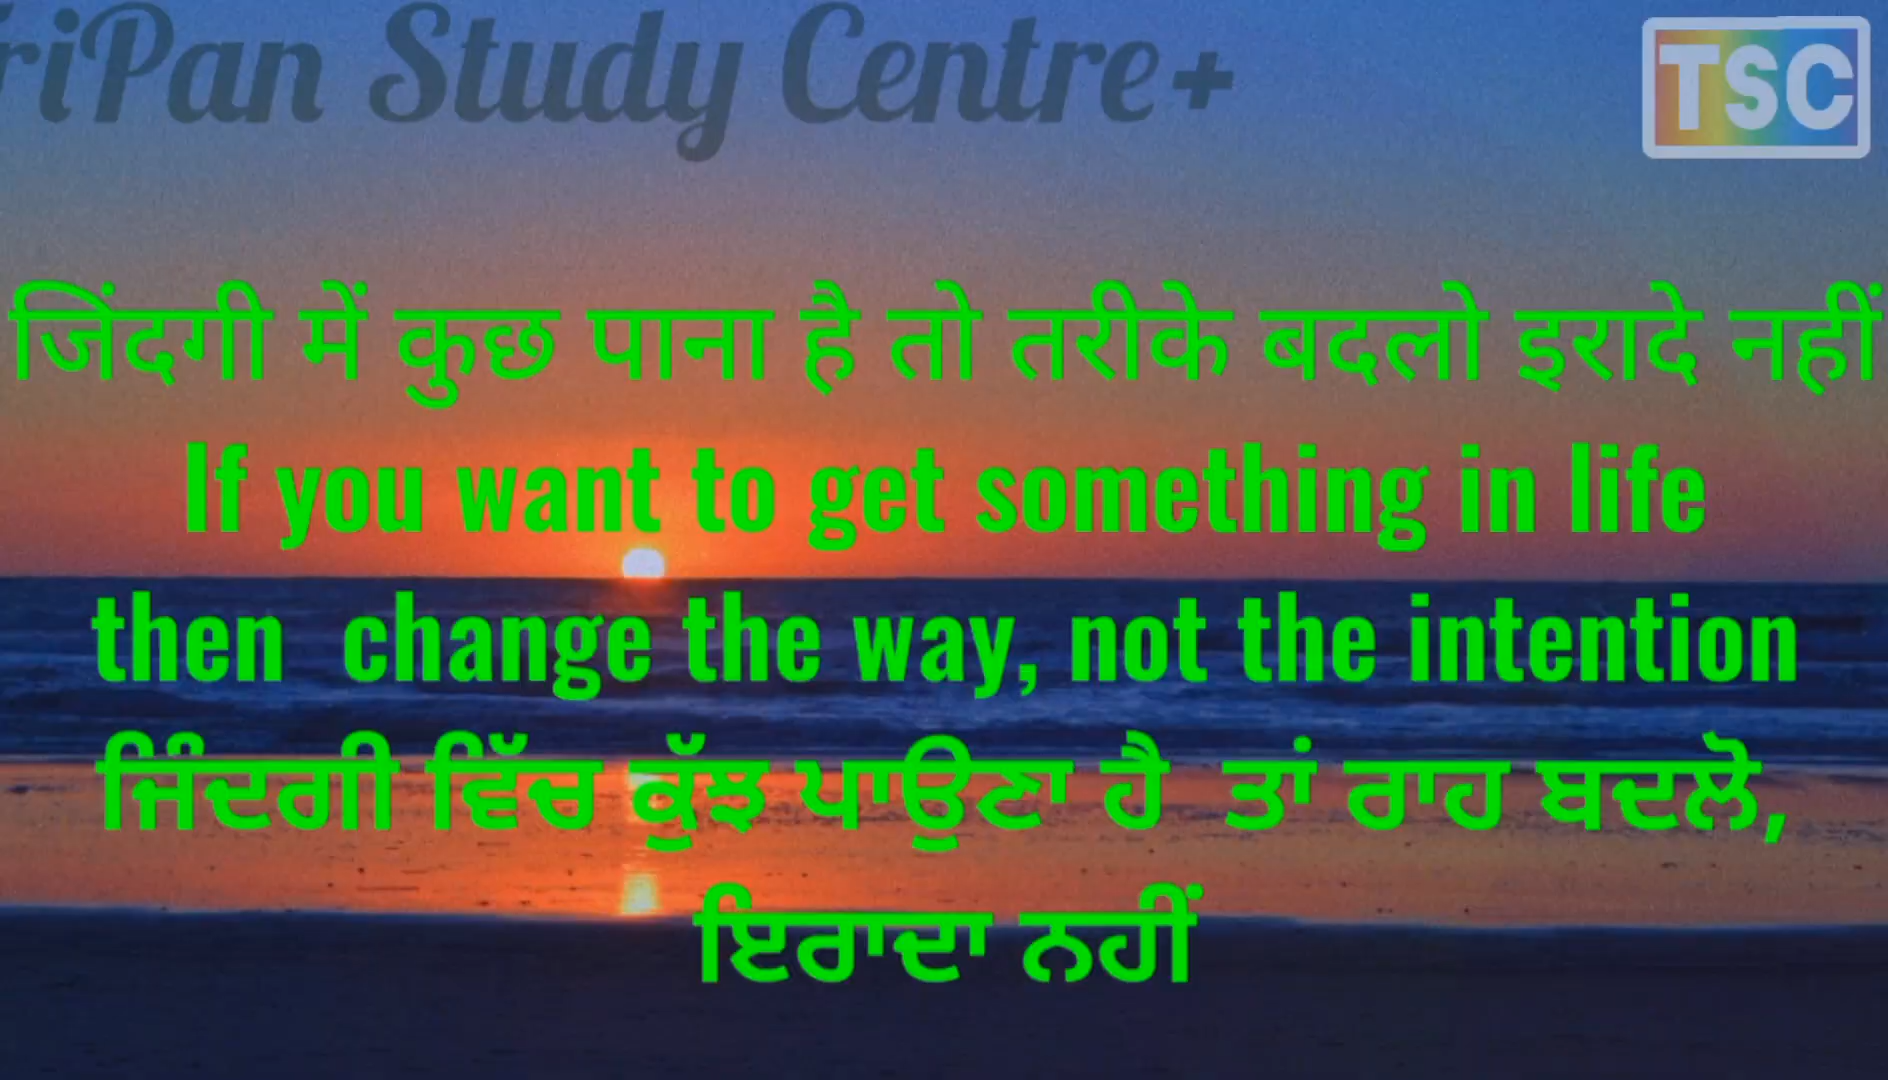 riPan Study Centre+
TSC
जिंदगी में कुछ पाना है तो तरीके बदलो इरादे नहीं
If you want to get something in life
then change the way, not the intention
ਜਿੰਦਗੀ ਵਿੱਚ ਕੁੱਝ ਪਾਉਣਾ ਹੈ ਤਾਂ ਰਾਹ ਬਦਲੋ,
ਇਰਾਦਾ ਨਹੀਂ